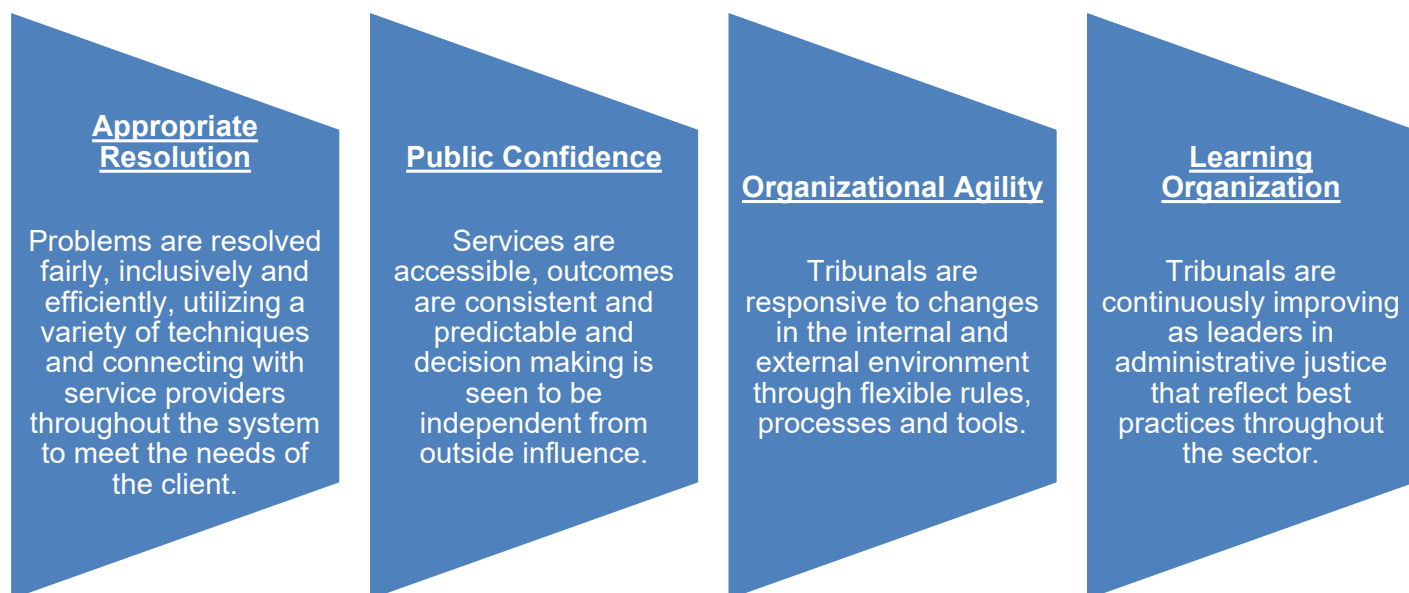 Appropriate
Resolution
Problems are resolved
fairly, inclusively and
efficiently, utilizing a
variety of techniques
and connecting with
service providers
throughout the system
to meet the needs of
the client.
Public Confidence
Services are
accessible, outcomes
are consistent and
predictable and
decision making is
seen to be
independent from
outside influence.
Organizational Agility
Tribunals are
responsive to changes
in the internal and
external environment
through flexible rules,
processes and tools.
Learning
Organization
Tribunals are
continuously improving
as leaders in
administrative justice
that reflect best
practices throughout
the sector.